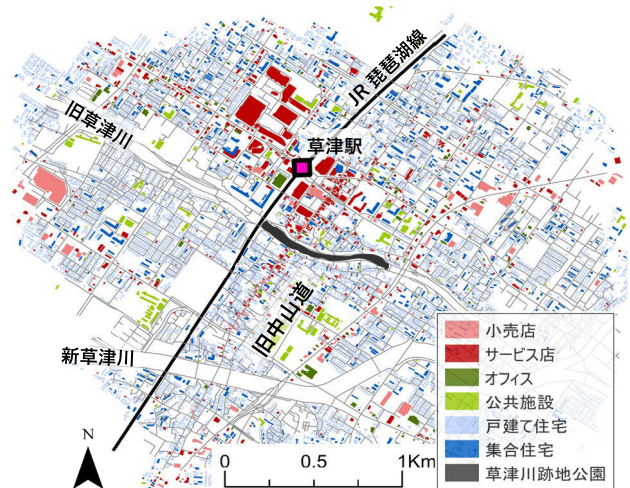 JR 琵琶湖線
旧草津川
草津駅
旧中山道
新草津川
N
0 0.5 1Km
小売店
サービス店
オフィス
公共施設
戸建て住宅
集合住宅
草津川跡地公園